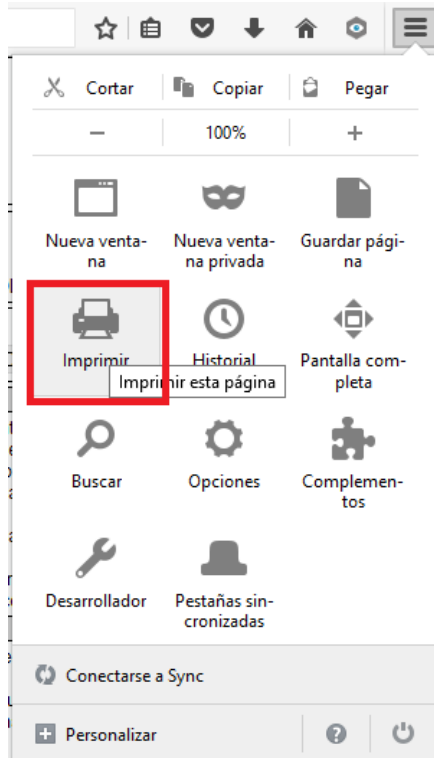 Cortar Copiar Pegar
− 100% +
Nueva venta- Nueva venta- Guardar pági-
na na privada na
Imprimir Historial Pantalla com-
Imprimir esta página pleta
Buscar Opciones Complemen-
tos
Desarrollador Pestañas sin-
cronizadas
Conectarse a Sync
+ Personalizar ?